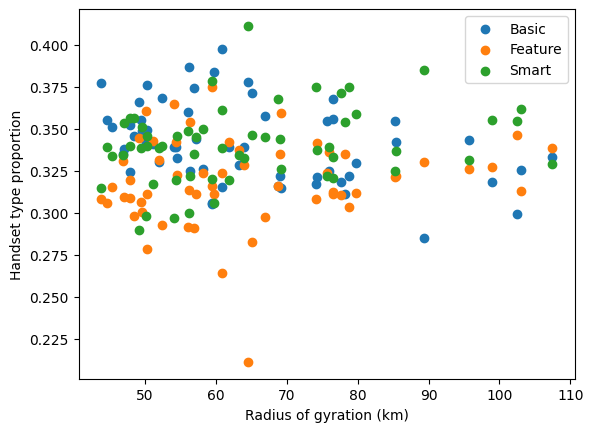 Basic
Feature
Smart
0.400
0.375
0.350
0.325
0.300
0.275
0.250
0.225
Handset type proportion
50 60 70 80 90 100 110
Radius of gyration (km)